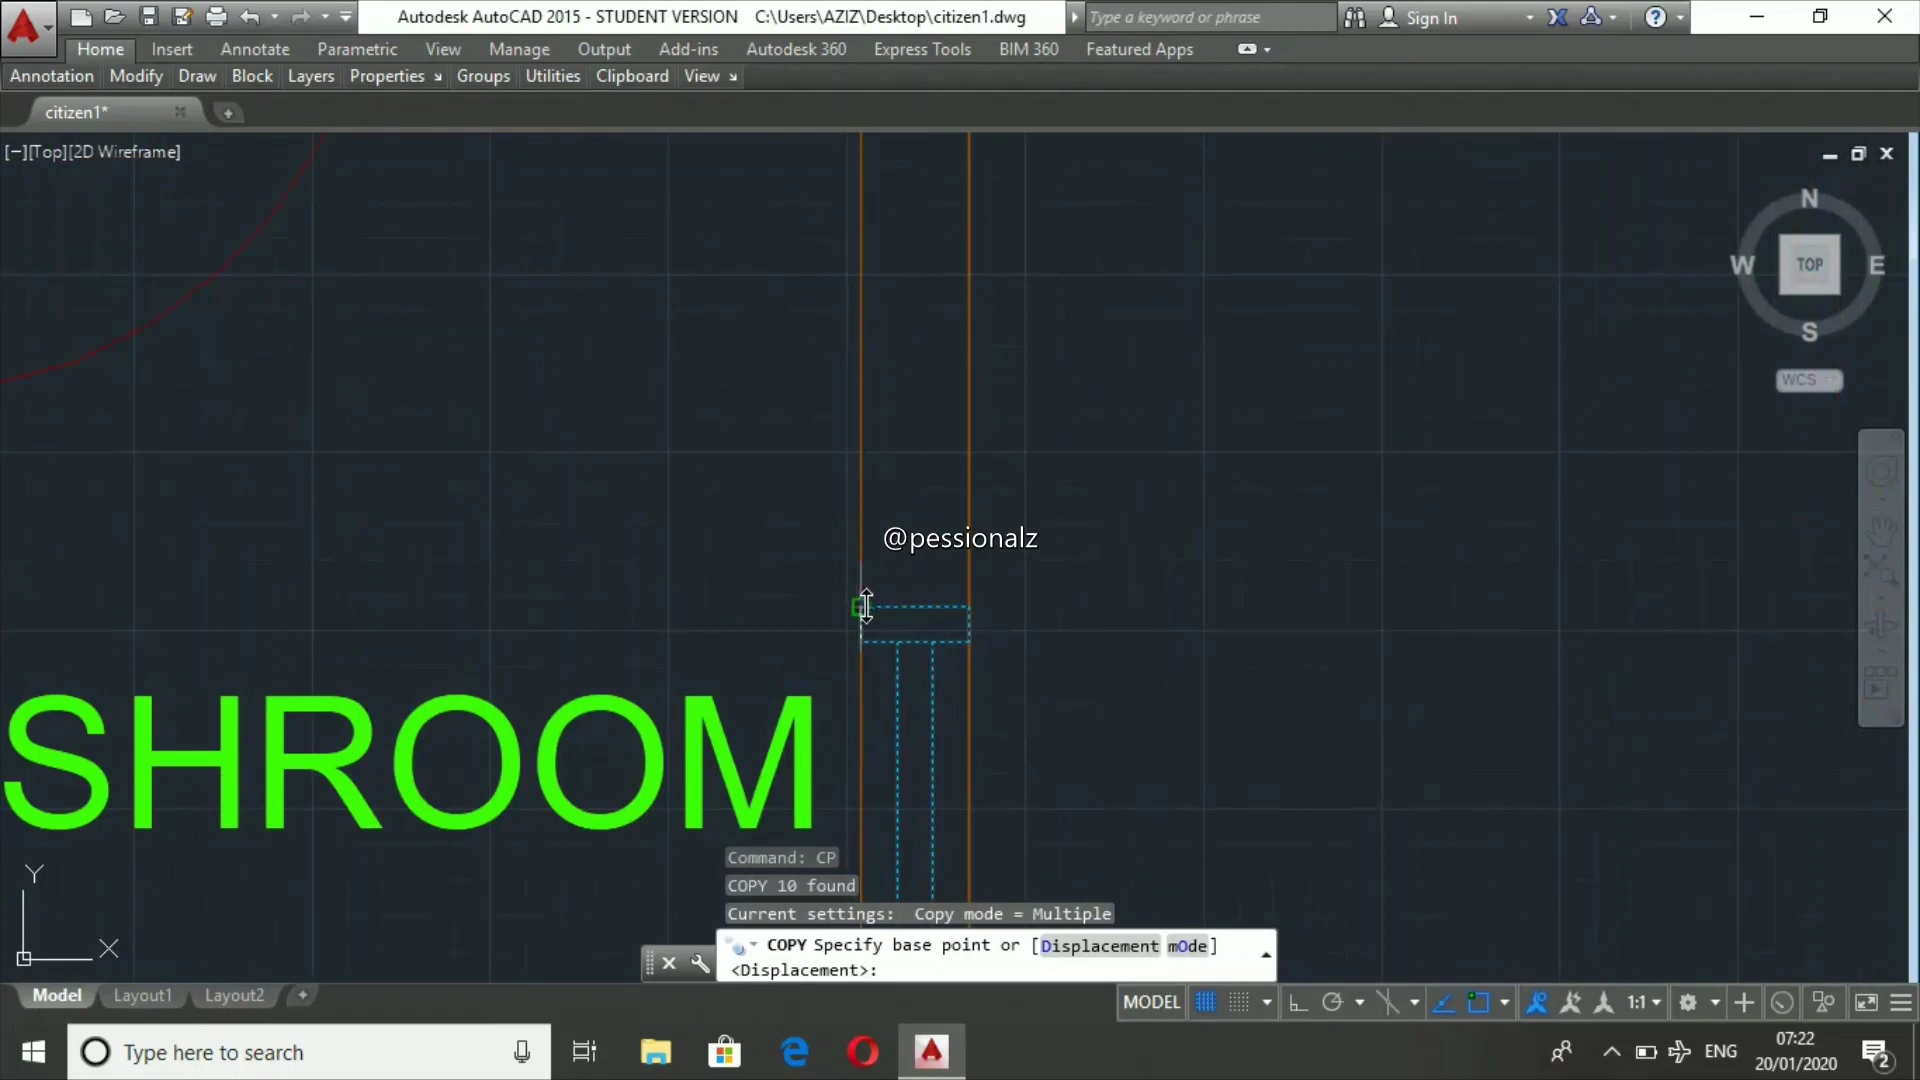 Autodesk AutoCAD 2015 - STUDENT VERSION C:\Users\AZIZ\Desktop\citizen1.dwg
Type a keyword or phrase
Sign In
Home Insert Annotate Parametric View Manage Output Add-ins Autodesk 360 Express Tools BIM 360 Featured Apps
Annotation Modify Draw Block Layers Properties Groups Utilities Clipboard View
citizen1*
[−][Top][2D Wireframe]
N
W TOP E
S
WCS
@pessionalz
SHROOM
Command: CP
COPY 10 found
Current settings: Copy mode = Multiple
COPY Specify base point or [Displacement mOde]
<Displacement>:
Y
X
Model Layout1 Layout2
MODEL 1:1
Type here to search
ENG
07:22
20/01/2020
2